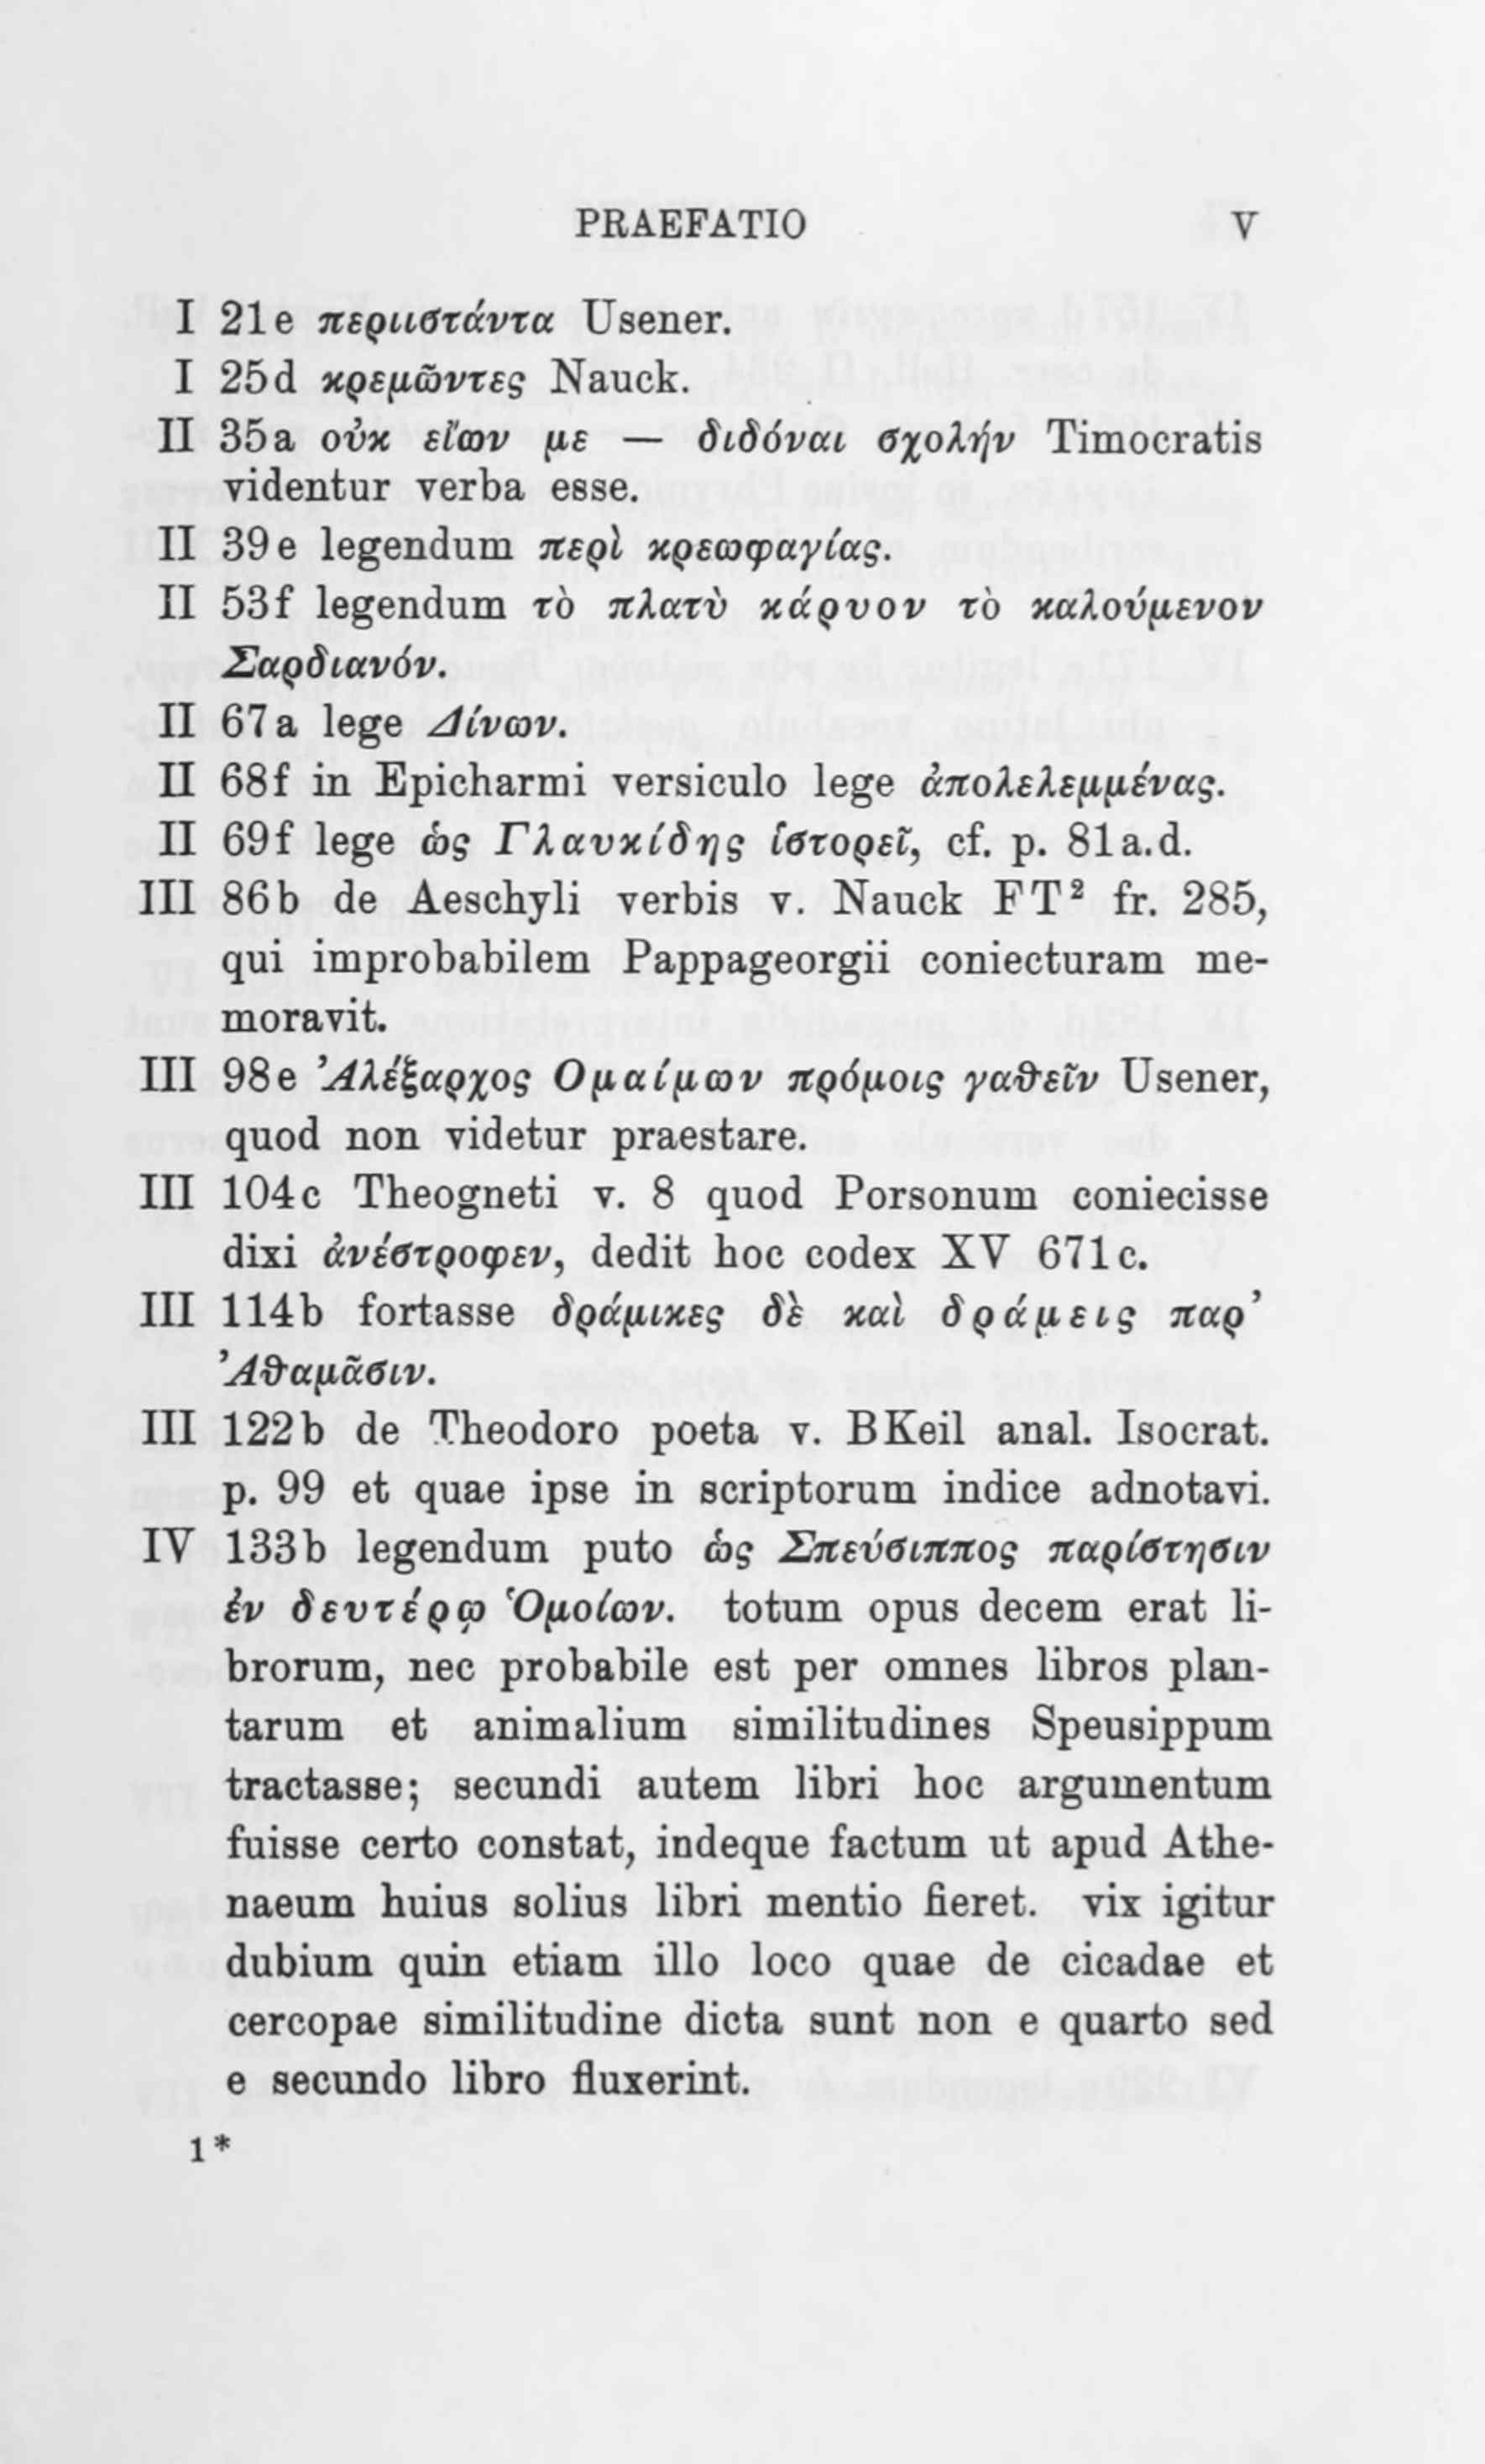 PRAEFATIO V
I 21e περιιστάντα Usener.
I 25d κρεμῶντες Nauck.
II 35a οὐκ εἴων με — διδόναι σχολήν Timocratis
videntur verba esse.
II 39e legendum περὶ κρεωφαγίας.
II 53f legendum τὸ πλατὺ κάρυον τὸ καλούμενον
Σαρδιανόν.
II 67a lege Δίνων.
II 68f in Epicharmi versiculo lege ἀπολελεμμένας.
II 69f lege ὡς Γλαυκίδης ἱστορεῖ, cf. p. 81a.d.
III 86b de Aeschyli verbis v. Nauck FT² fr. 285,
qui improbabilem Pappageorgii coniecturam me-
moravit.
III 98e Ἀλέξαρχος Ομαίμων πρόμοις γαθεῖν Usener,
quod non videtur praestare.
III 104c Theogneti v. 8 quod Porsonum coniecisse
dixi ἀνέστροφεν, dedit hoc codex XV 671c.
III 114b fortasse δράμικες δὲ καὶ δράμεις παρ’
Ἀθαμᾶσιν.
III 122b de Theodoro poeta v. BKeil anal. Isocrat.
p. 99 et quae ipse in scriptorum indice adnotavi.
IV 133b legendum puto ὡς Σπεύσιππος παρίστησιν
ἐν δευτέρῳ Ὁμοίων. totum opus decem erat li-
brorum, nec probabile est per omnes libros plan-
tarum et animalium similitudines Speusippum
tractasse; secundi autem libri hoc argumentum
fuisse certo constat, indeque factum ut apud Athe-
naeum huius solius libri mentio fieret. vix igitur
dubium quin etiam illo loco quae de cicadae et
cercopae similitudine dicta sunt non e quarto sed
e secundo libro fluxerint.
1*